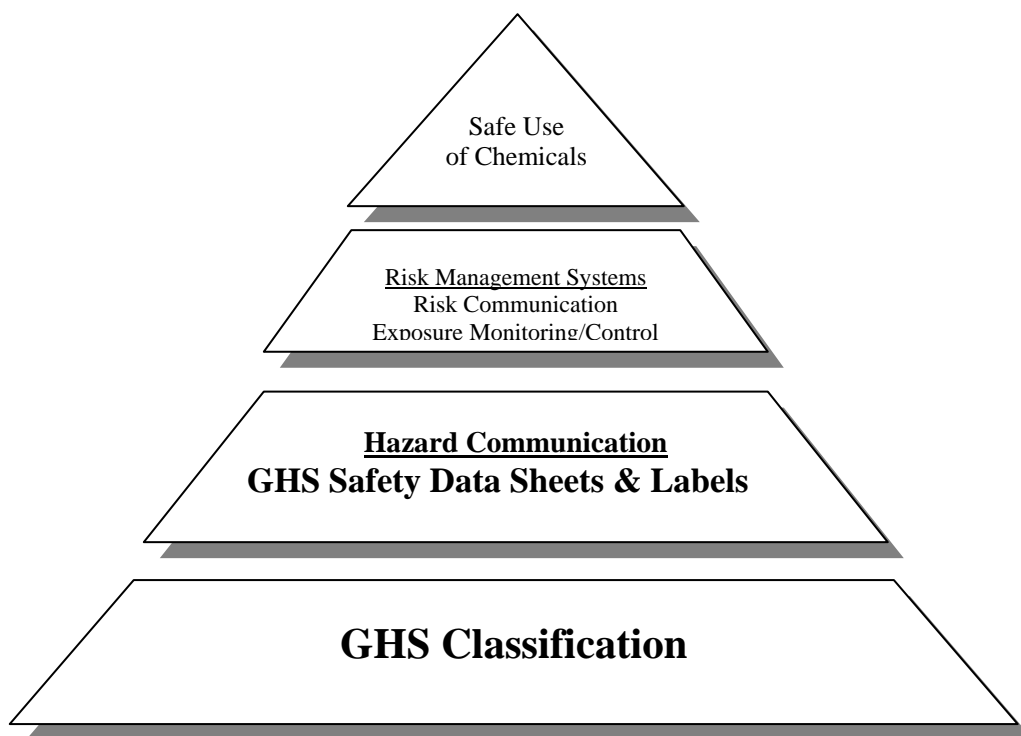 Safe Use
of Chemicals
Risk Management Systems
Risk Communication
Exposure Monitoring/Control
Hazard Communication
GHS Safety Data Sheets & Labels
GHS Classification